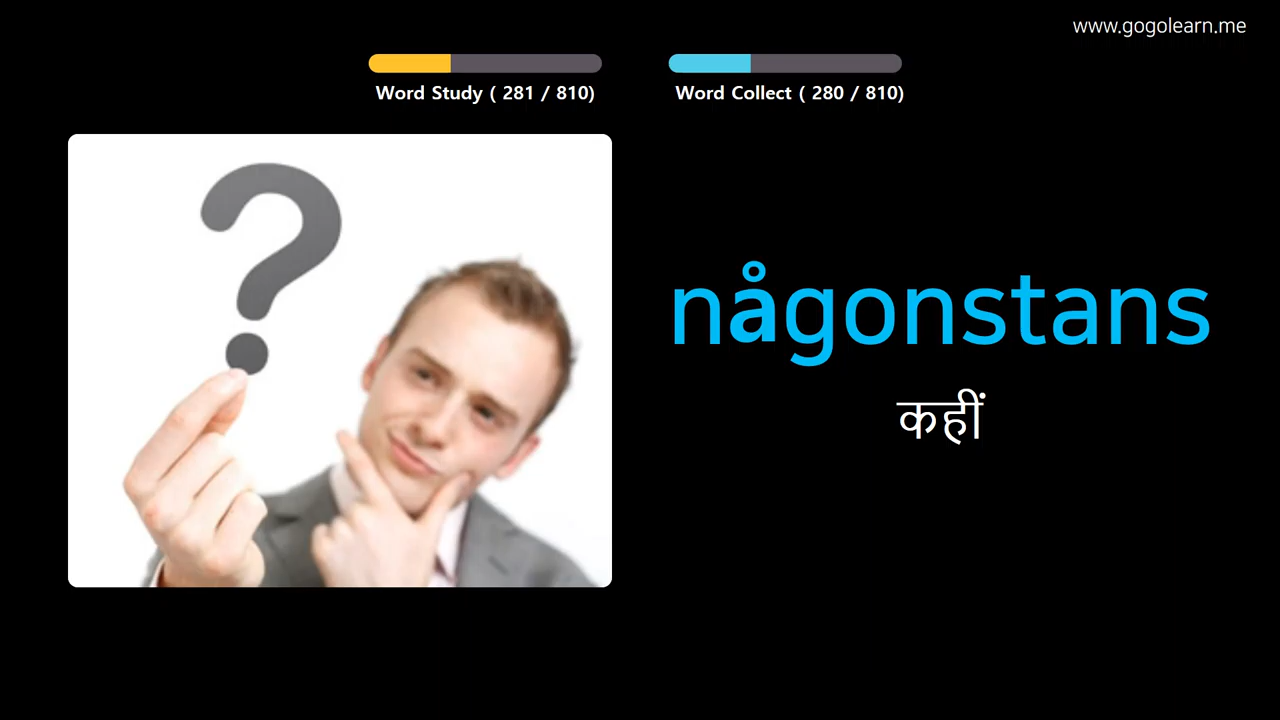 www.gogolearn.me
Word Study ( 281 / 810)
Word Collect ( 280 / 810)
?
någonstans
कहीं